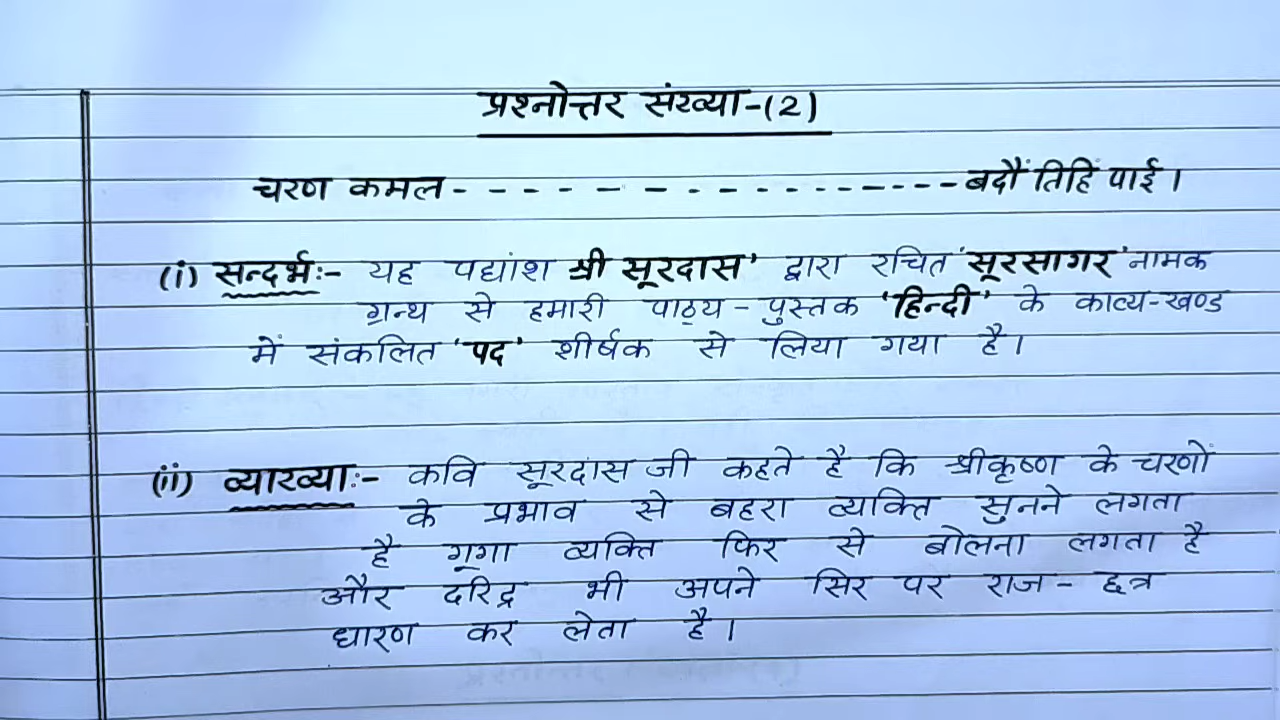 प्रश्नोत्तर संख्या-(2)
चरण कमल- - - - - - - - - - - - - - - - - - -बदौं तिहिं पाई।
(i) सन्दर्भः- यह पद्यांश श्री सूरदास' द्वारा रचित 'सूरसागर' नामक
ग्रन्थ से हमारी पाठ्य-पुस्तक 'हिन्दी' के काव्य-खण्ड
में संकलित 'पद' शीर्षक से लिया गया है।
(ii) व्याख्याः- कवि सूरदास जी कहते है कि श्रीकृष्ण के चरणों
के प्रभाव से बहरा व्यक्ति सुनने लगता
है गूगा व्यक्ति फिर से बोलना लगता है
और दरिद्र भी अपने सिर पर राज-छत्र
धारण कर लेता है।